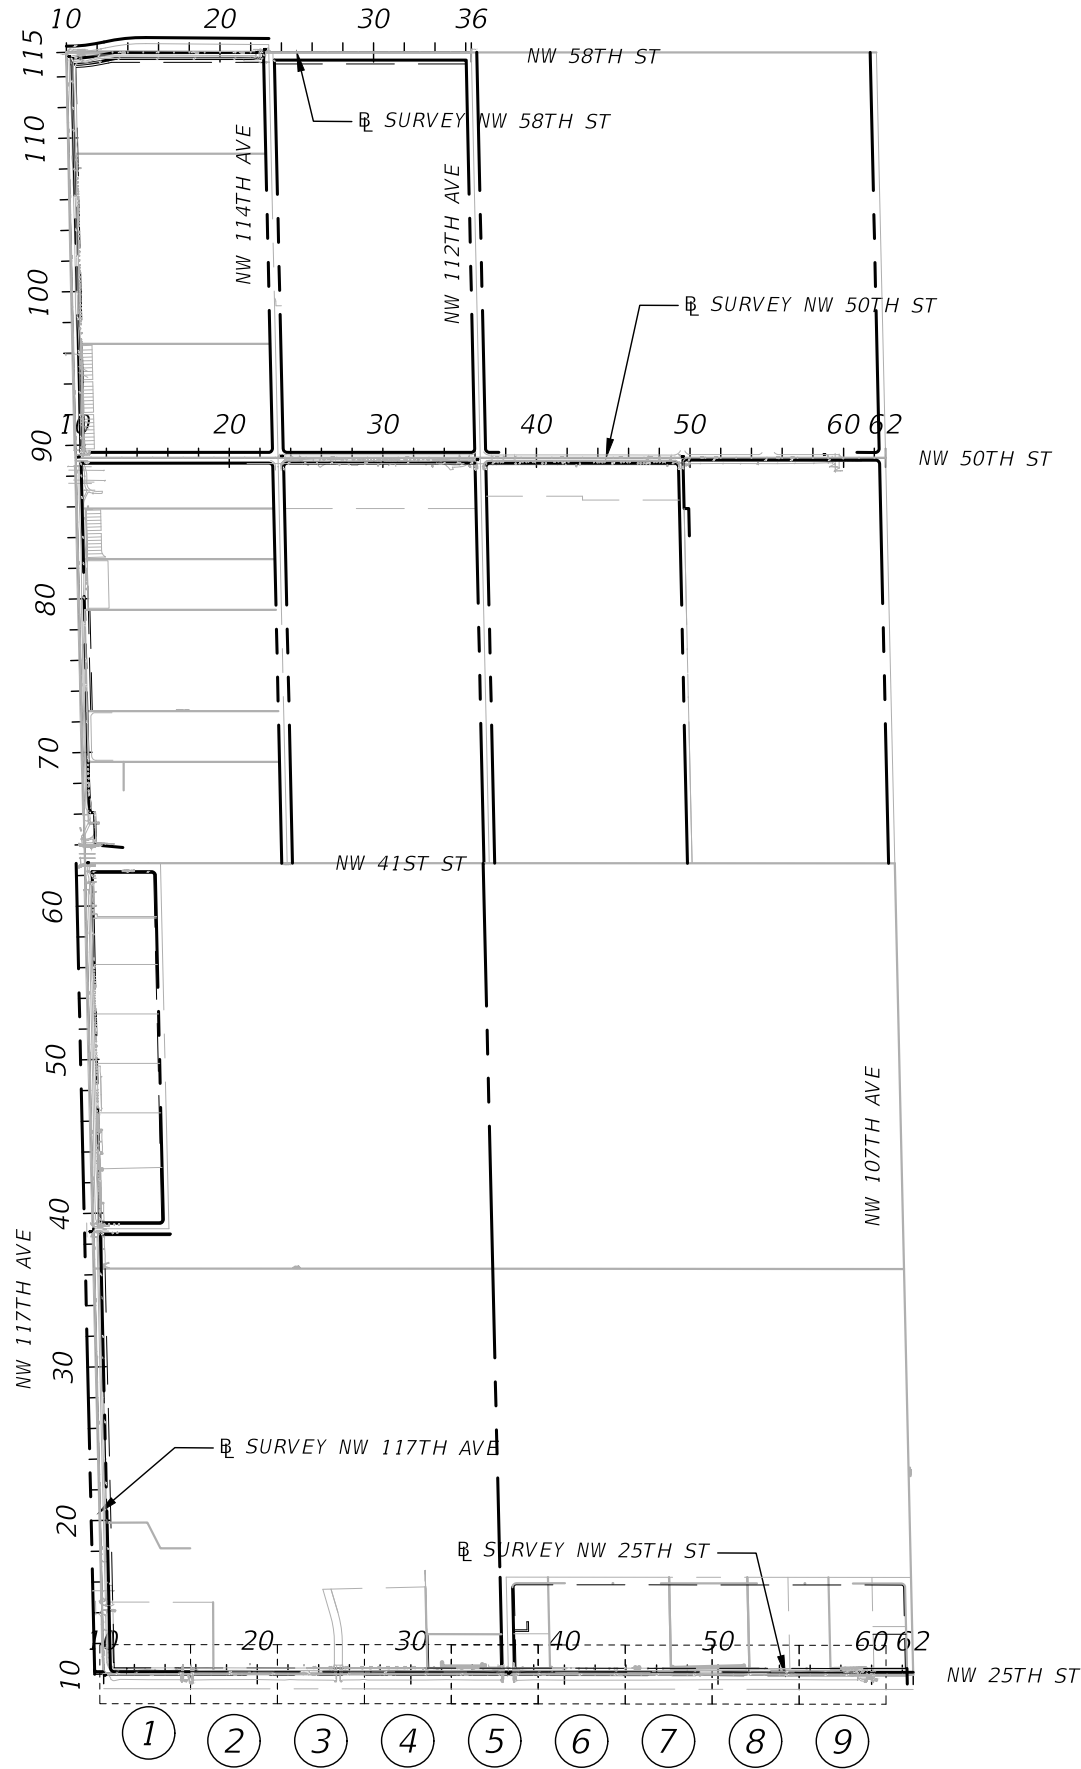 10 20 30 36
115
NW 58TH ST
℄ SURVEY NW 58TH ST
110
NW 114TH AVE
NW 112TH AVE
100
℄ SURVEY NW 50TH ST
10 20 30 40 50 60 62
90
NW 50TH ST
80
70
NW 41ST ST
60
50
NW 107TH AVE
40
NW 117TH AVE
30
℄ SURVEY NW 117TH AVE
20
℄ SURVEY NW 25TH ST
10 20 30 40 50 60 62
10
NW 25TH ST
1 2 3 4 5 6 7 8 9